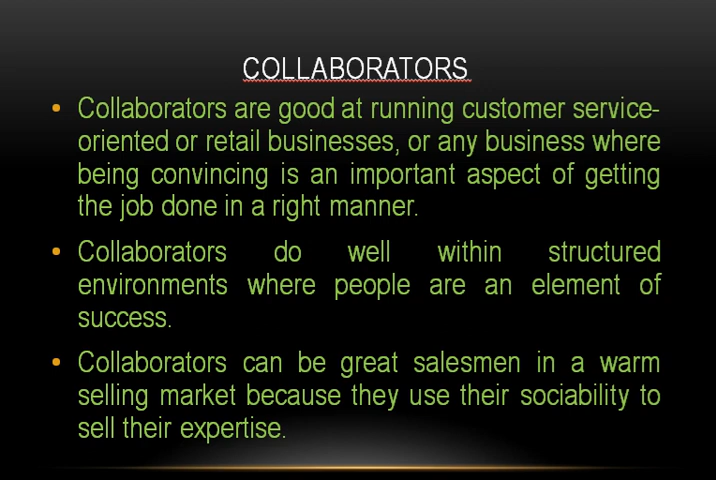 COLLABORATORS
• Collaborators are good at running customer service-
oriented or retail businesses, or any business where
being convincing is an important aspect of getting
the job done in a right manner.
• Collaborators do well within structured
environments where people are an element of
success.
• Collaborators can be great salesmen in a warm
selling market because they use their sociability to
sell their expertise.